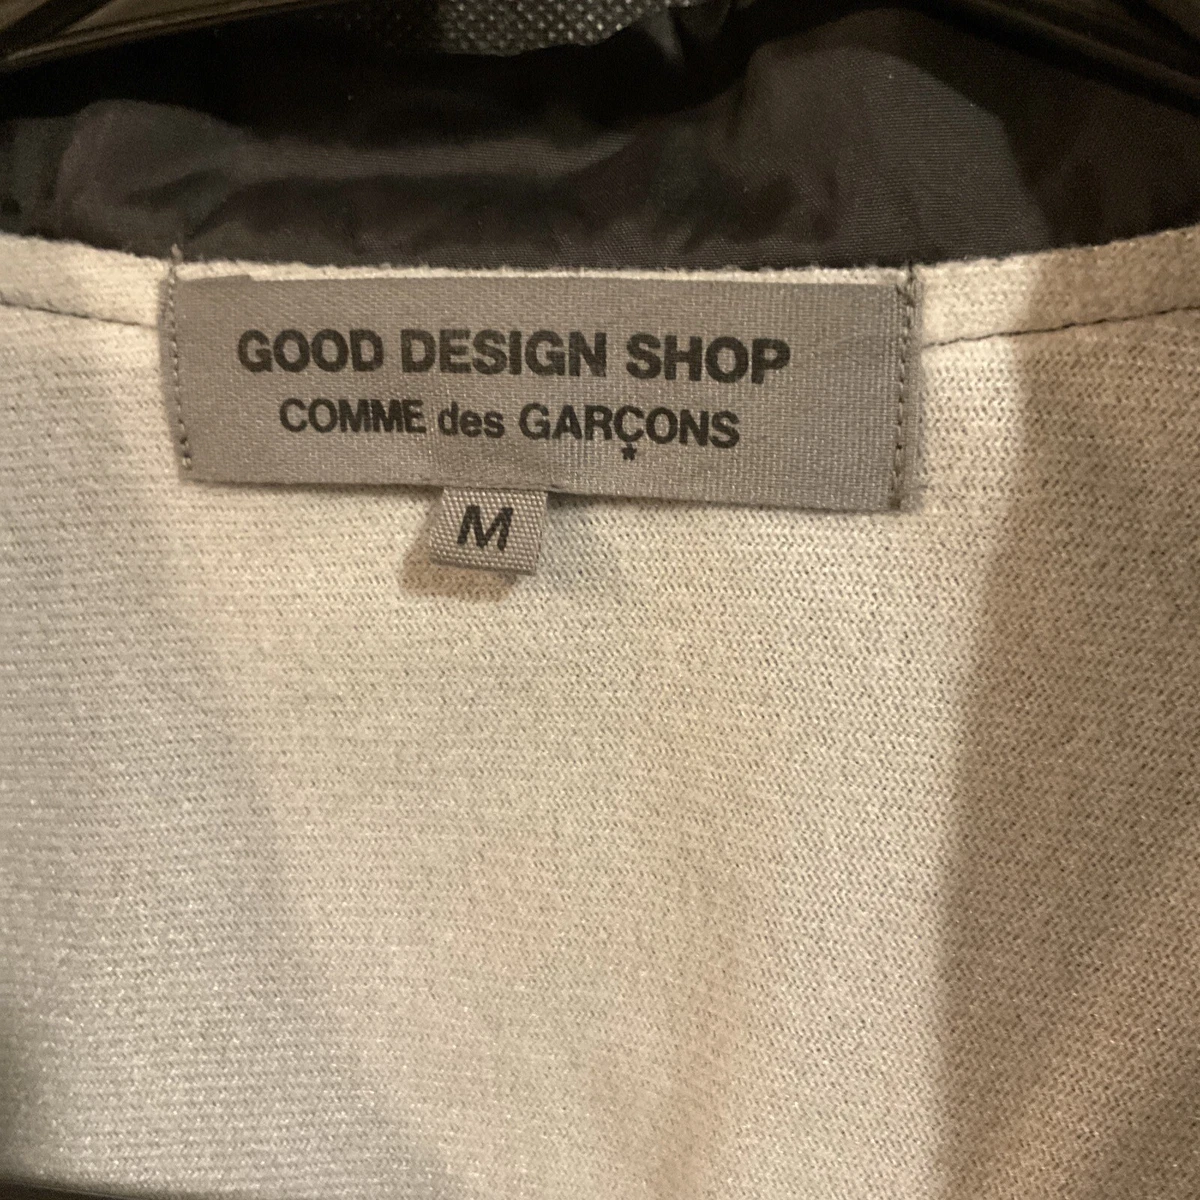 GOOD DESIGN SHOP
COMME des GARÇONS
*
M